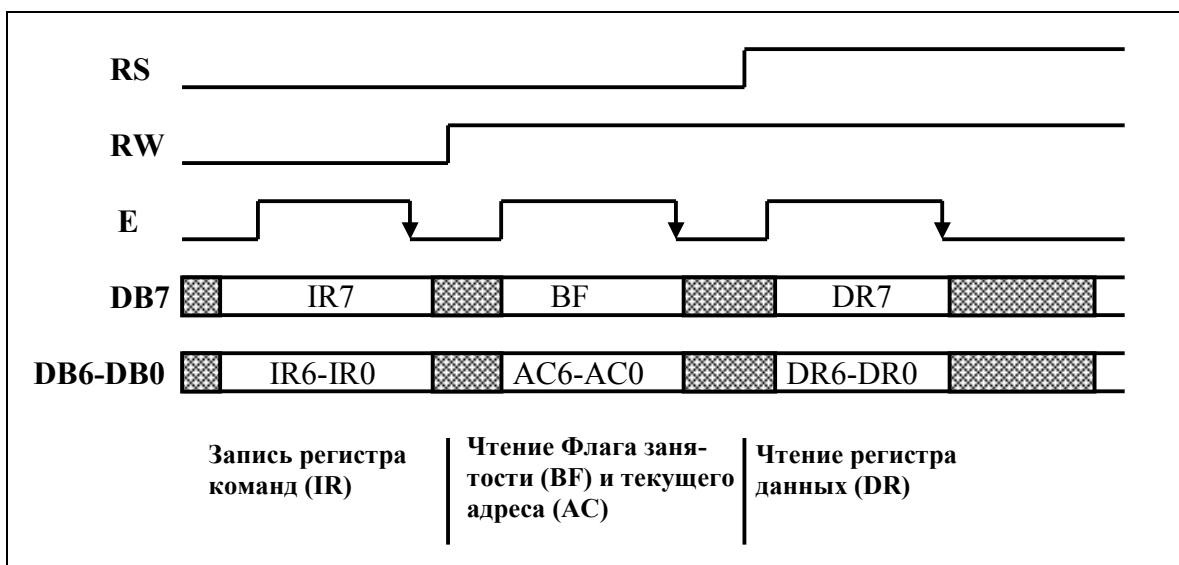 RS
RW
E
DB7 IR7 BF DR7
DB6-DB0 IR6-IR0 AC6-AC0 DR6-DR0
Запись регистра
команд (IR)
Чтение Флага заня-
тости (BF) и текущего
адреса (AC)
Чтение регистра
данных (DR)